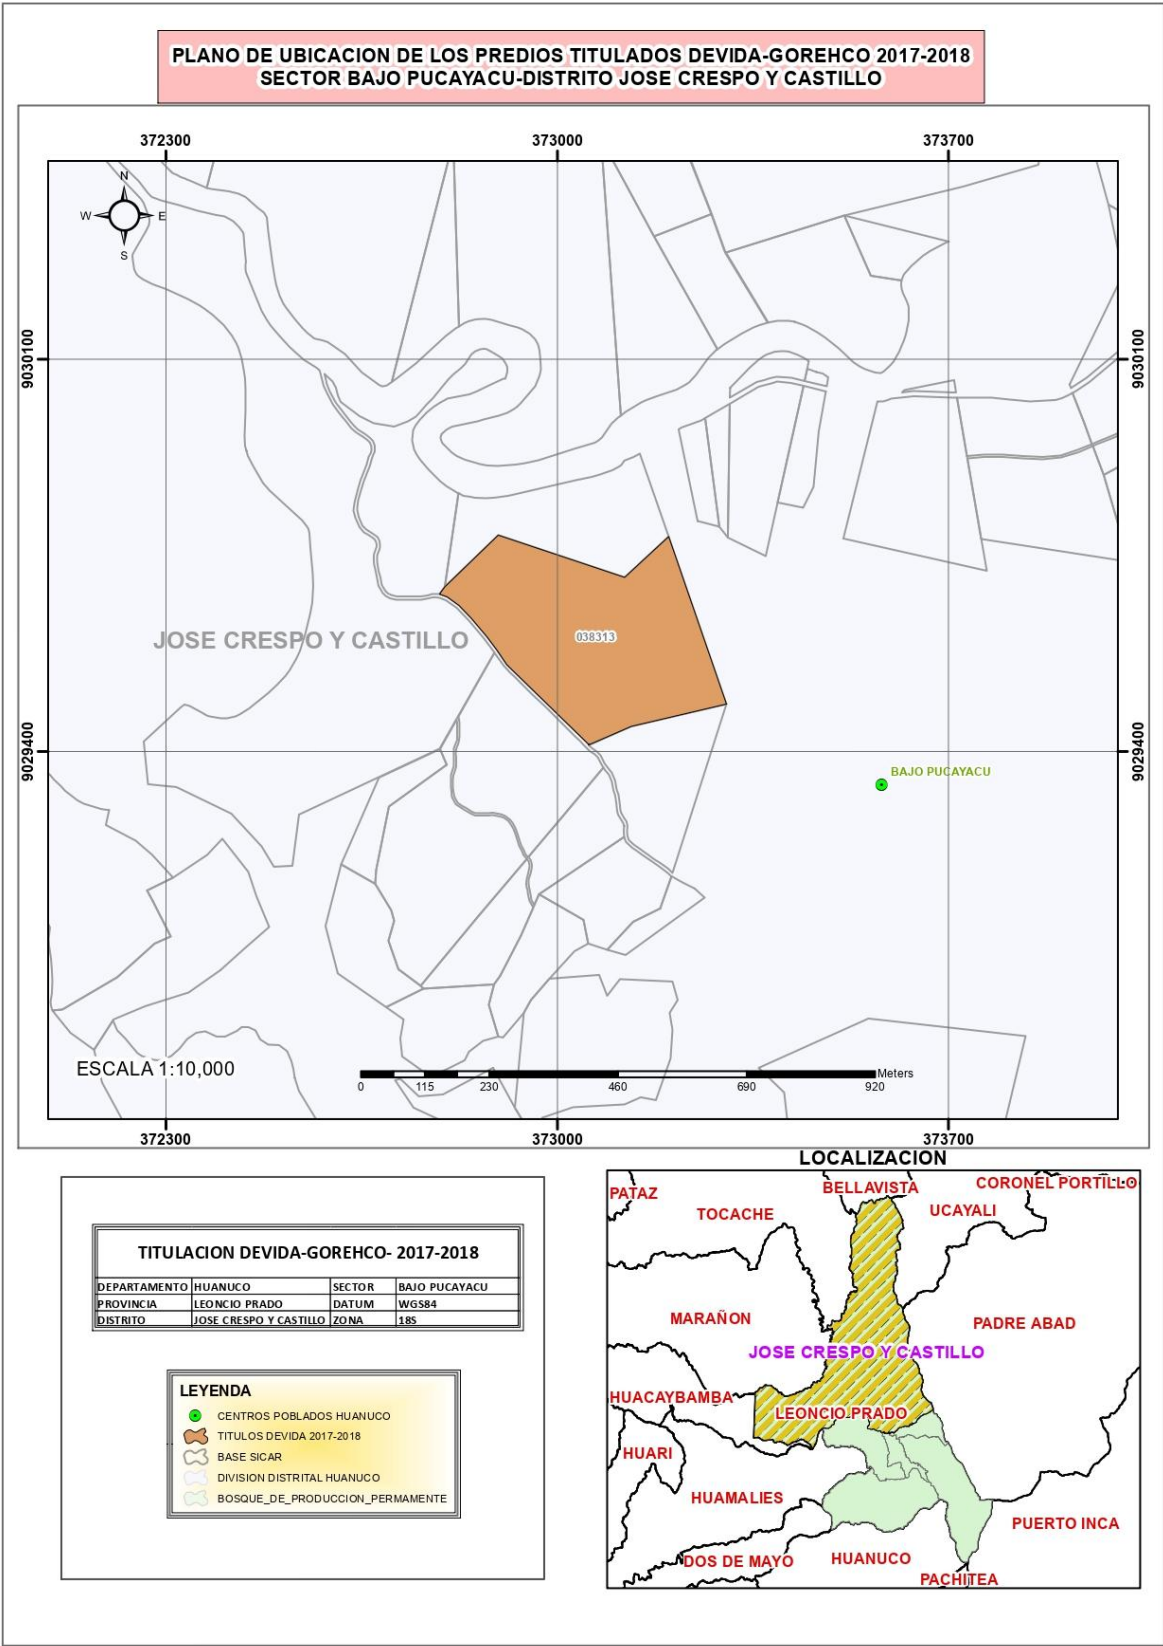 PLANO DE UBICACION DE LOS PREDIOS TITULADOS DEVIDA-GOREHCO 2017-2018
SECTOR BAJO PUCAYACU-DISTRITO JOSE CRESPO Y CASTILLO
372300 373000 373700
N
W E
S
9030100 9030100
038313
JOSE CRESPO Y CASTILLO
9029400 9029400
BAJO PUCAYACU
ESCALA 1:10,000
Meters
0 115 230 460 690 920
372300 373000 373700
LOCALIZACION
TITULACION DEVIDA-GOREHCO- 2017-2018
DEPARTAMENTO HUANUCO SECTOR BAJO PUCAYACU
PROVINCIA LEONCIO PRADO DATUM WGS84
DISTRITO JOSE CRESPO Y CASTILLO ZONA 18S
LEYENDA
CENTROS POBLADOS HUANUCO
TITULOS DEVIDA 2017-2018
BASE SICAR
DIVISION DISTRITAL HUANUCO
BOSQUE_DE_PRODUCCION_PERMAMENTE
PATAZ
BELLAVISTA
CORONEL PORTILLO
TOCACHE
UCAYALI
MARAÑON
PADRE ABAD
JOSE CRESPO Y CASTILLO
HUACAYBAMBA
LEONCIO PRADO
HUARI
HUAMALIES
PUERTO INCA
DOS DE MAYO
HUANUCO
PACHITEA